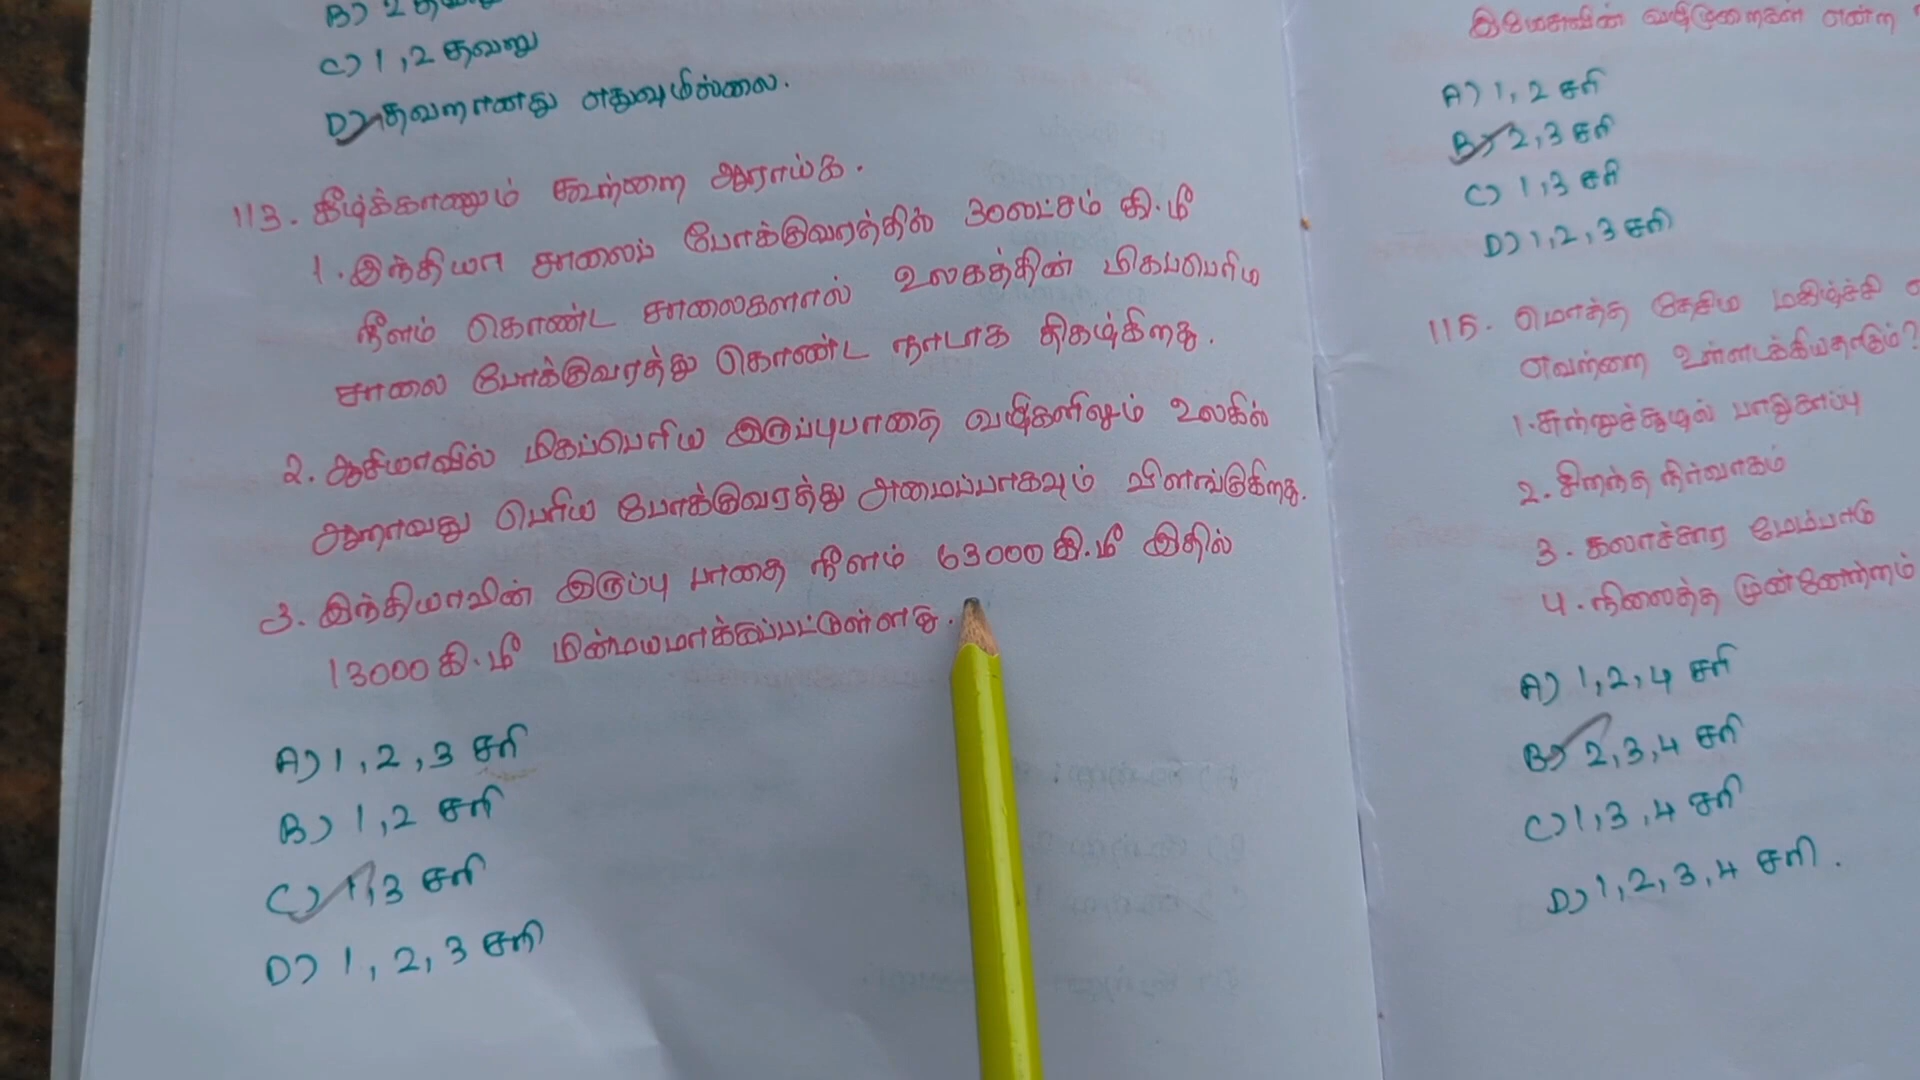 B) 2
C) 1,2 தவறு
D) தவறானது எதுவுமில்லை.
113. கீழ்க்காணும் கூற்றை ஆராய்க.
1. இந்தியா சாலைப் போக்குவரத்தில் 30லட்சம் கி.மீ
நீளம் கொண்ட சாலைகளால் உலகத்தின் மிகப்பெரிய
சாலை போக்குவரத்து கொண்ட நாடாக திகழ்கிறது.
2. ஆசியாவில் மிகப்பெரிய இருப்புபாதை வழிகளிலும் உலகில்
ஆறாவது பெரிய போக்குவரத்து அமைப்பாகவும் விளங்குகிறது.
3. இந்தியாவின் இருப்பு பாதை நீளம் 63000 கி.மீ இதில்
13000 கி.மீ மின்மயமாக்கப்பட்டுள்ளது.
A) 1, 2, 3 சரி
B) 1, 2 சரி
C) 1,3 சரி
D) 1, 2, 3 சரி
வழிமுறைகள் என்ன
A) 1, 2 சரி
B) 2, 3 சரி
C) 1,3 சரி
D) 1, 2, 3 சரி
115. மொத்த தேசிய மகிழ்ச்சி
எவற்றை உள்ளடக்கியதாகும்?
1. சுற்றுச்சூழல் பாதுகாப்பு
2. சிறந்த நிர்வாகம்
3. கலாச்சார மேம்பாடு
4. நிலைத்த முன்னேற்றம்
A) 1, 2, 4 சரி
B) 2, 3, 4 சரி
C) 1, 3, 4 சரி
D) 1, 2, 3, 4 சரி.